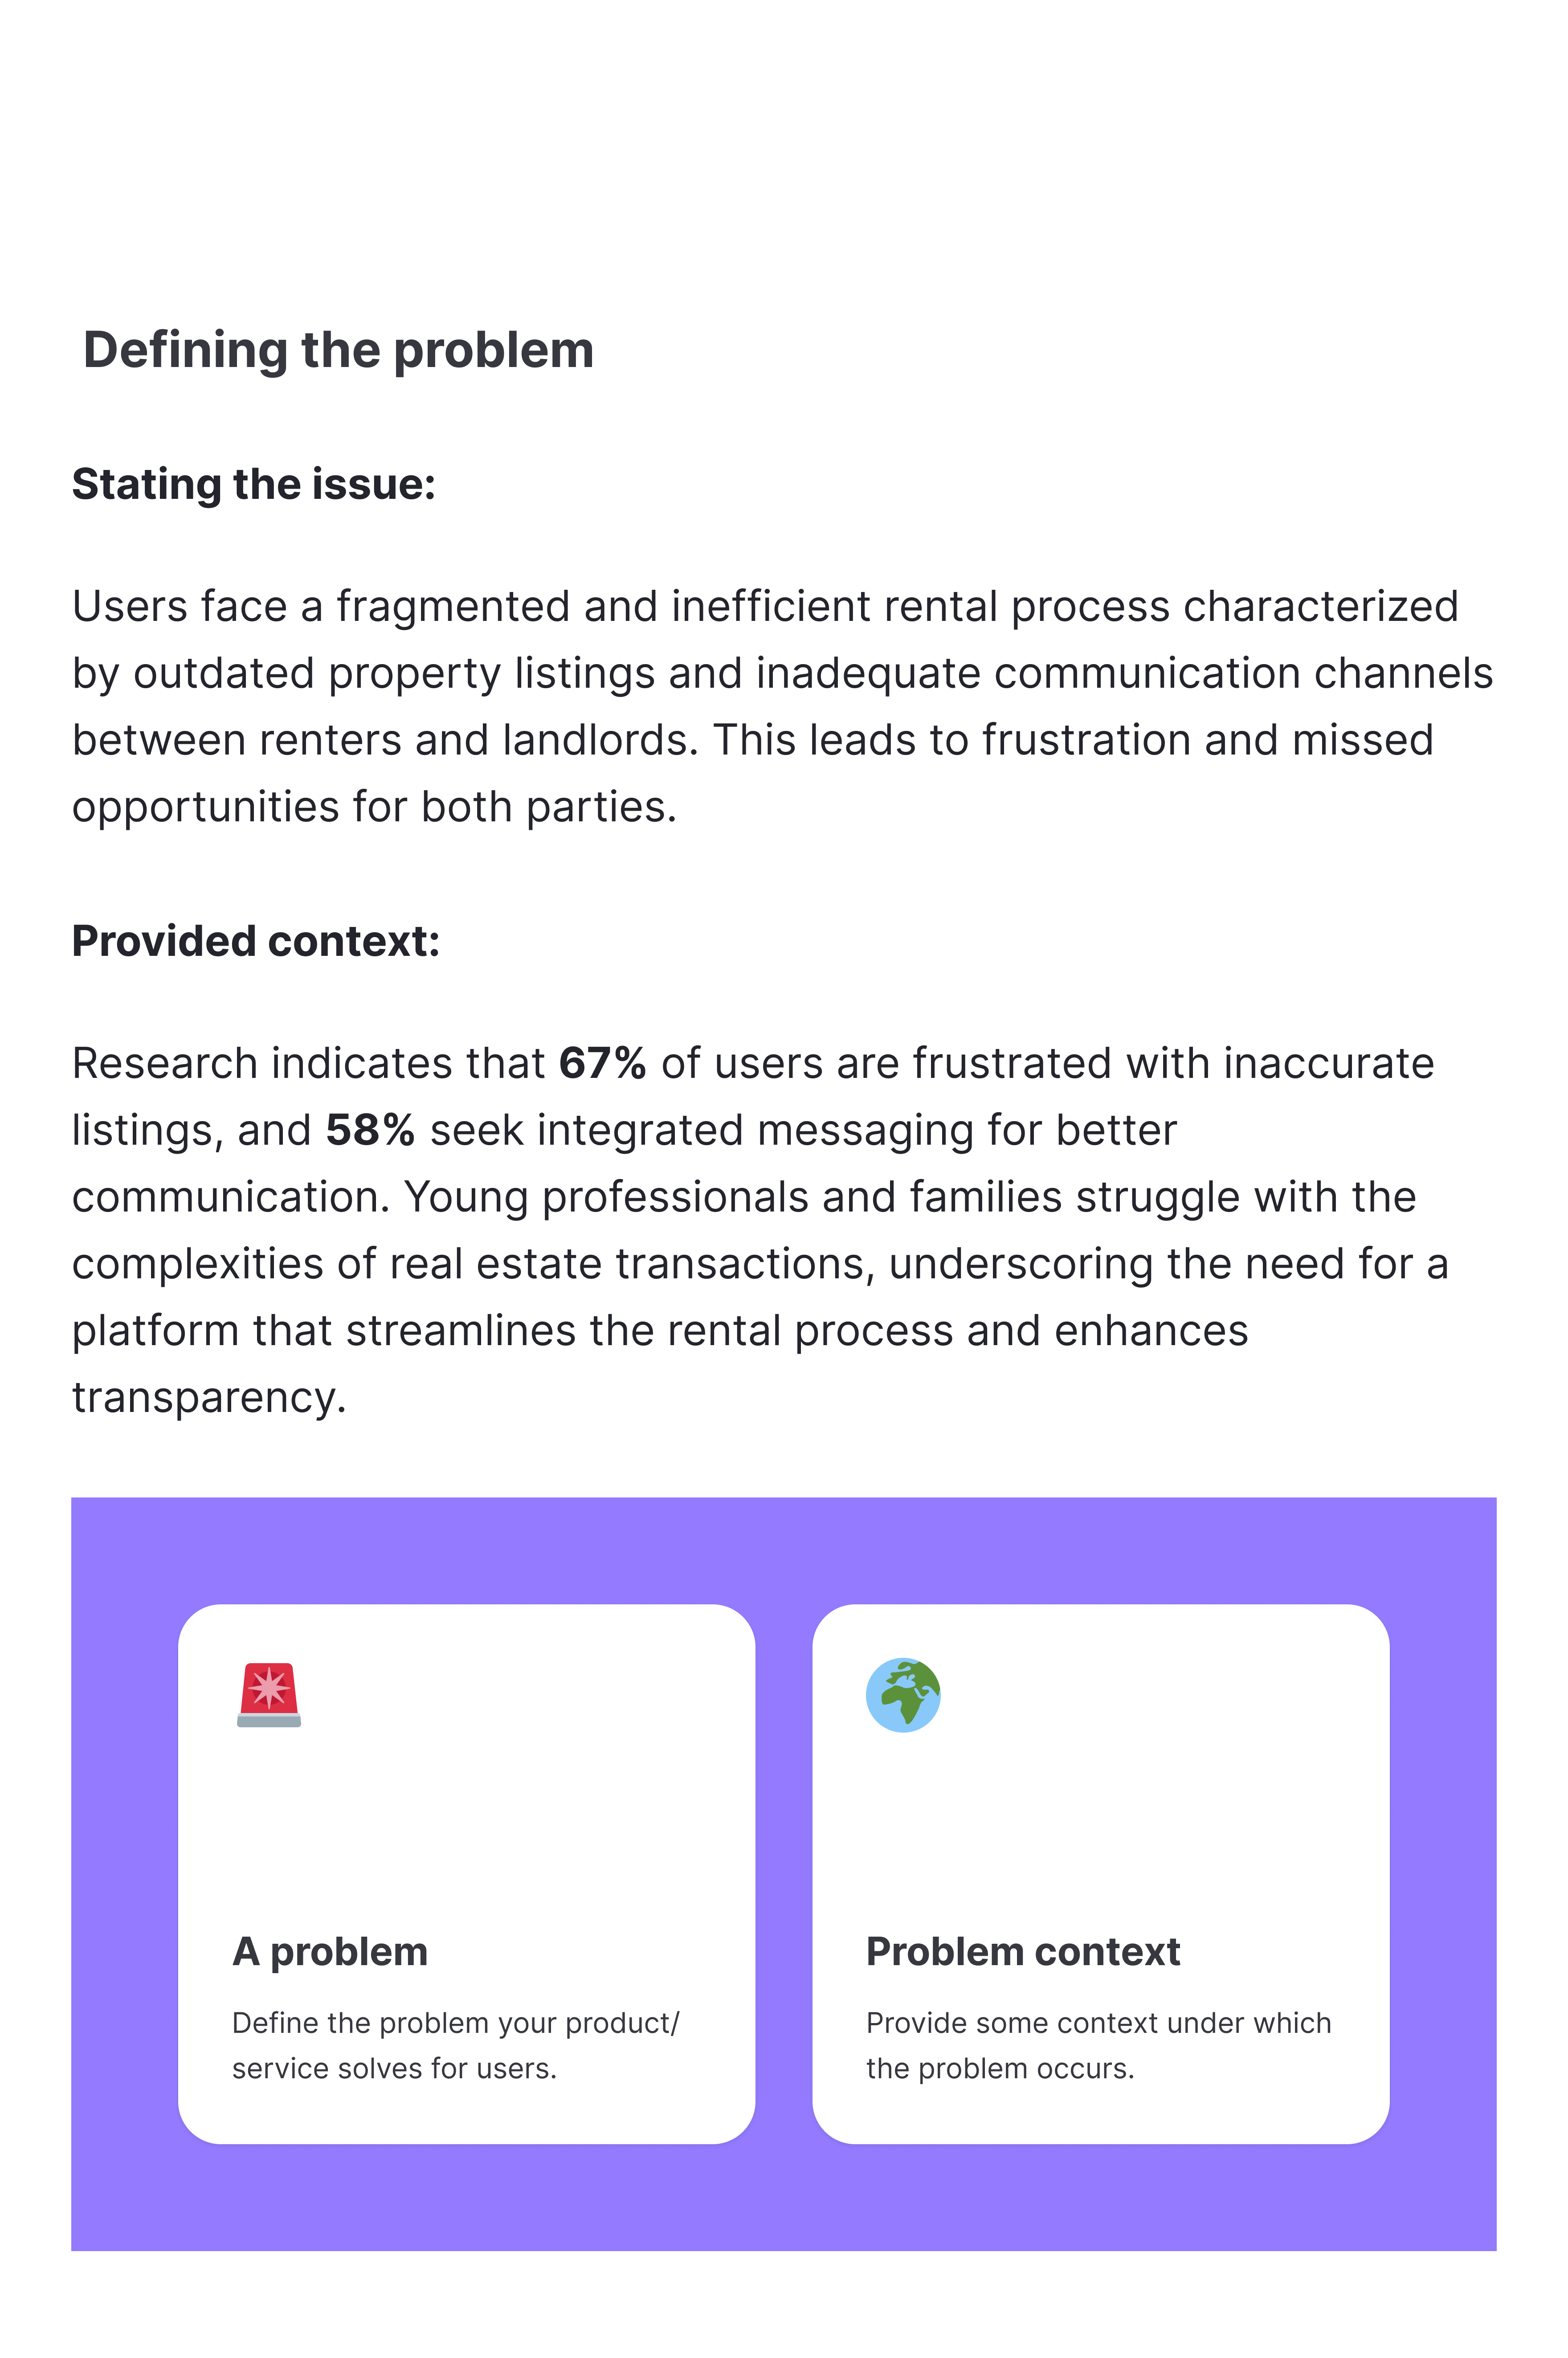 Defining the problem
Stating the issue:
Users face a fragmented and inefficient rental process characterized
by outdated property listings and inadequate communication channels
between renters and landlords. This leads to frustration and missed
opportunities for both parties.
Provided context:
Research indicates that 67% of users are frustrated with inaccurate
listings, and 58% seek integrated messaging for better
communication. Young professionals and families struggle with the
complexities of real estate transactions, underscoring the need for a
platform that streamlines the rental process and enhances
transparency.
A problem
Define the problem your product/
service solves for users.
Problem context
Provide some context under which
the problem occurs.